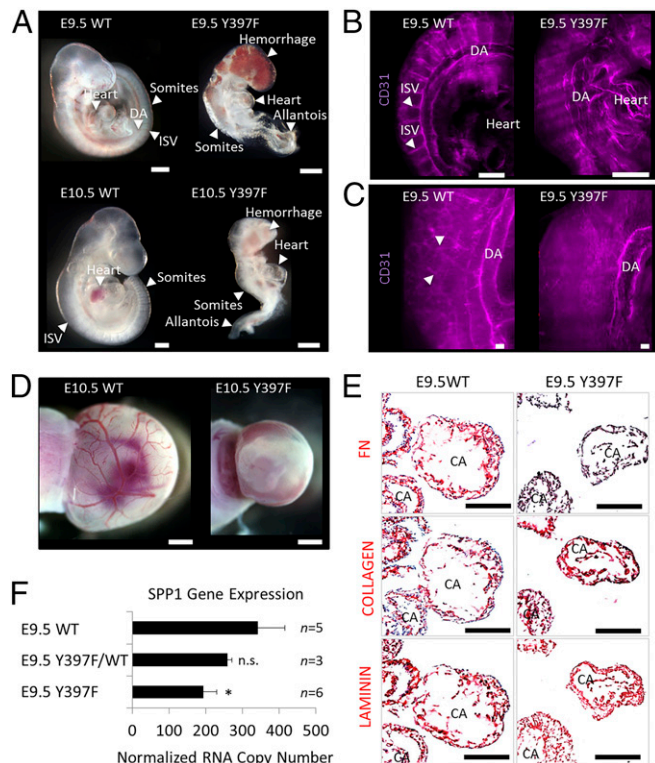 A
E9.5 WT
E9.5 Y397F
Hemorrhage
Heart
Somites
DA
ISV
Heart
Allantois
Somites
E10.5 WT
E10.5 Y397F
Hemorrhage
Heart
Heart
Somites
Somites
Allantois
ISV
B
E9.5 WT
E9.5 Y397F
CD31
DA
ISV
ISV
Heart
DA
Heart
C
E9.5 WT
E9.5 Y397F
CD31
DA
DA
D
E10.5 WT
E10.5 Y397F
E
E9.5WT
E9.5 Y397F
FN
CA
CA
CA
CA
COLLAGEN
CA
CA
CA
CA
LAMININ
CA
CA
CA
CA
F
SPP1 Gene Expression
E9.5 WT
n=5
E9.5 Y397F/WT
n.s.
n=3
E9.5 Y397F
*
n=6
0 100 200 300 400 500
Normalized RNA Copy Number